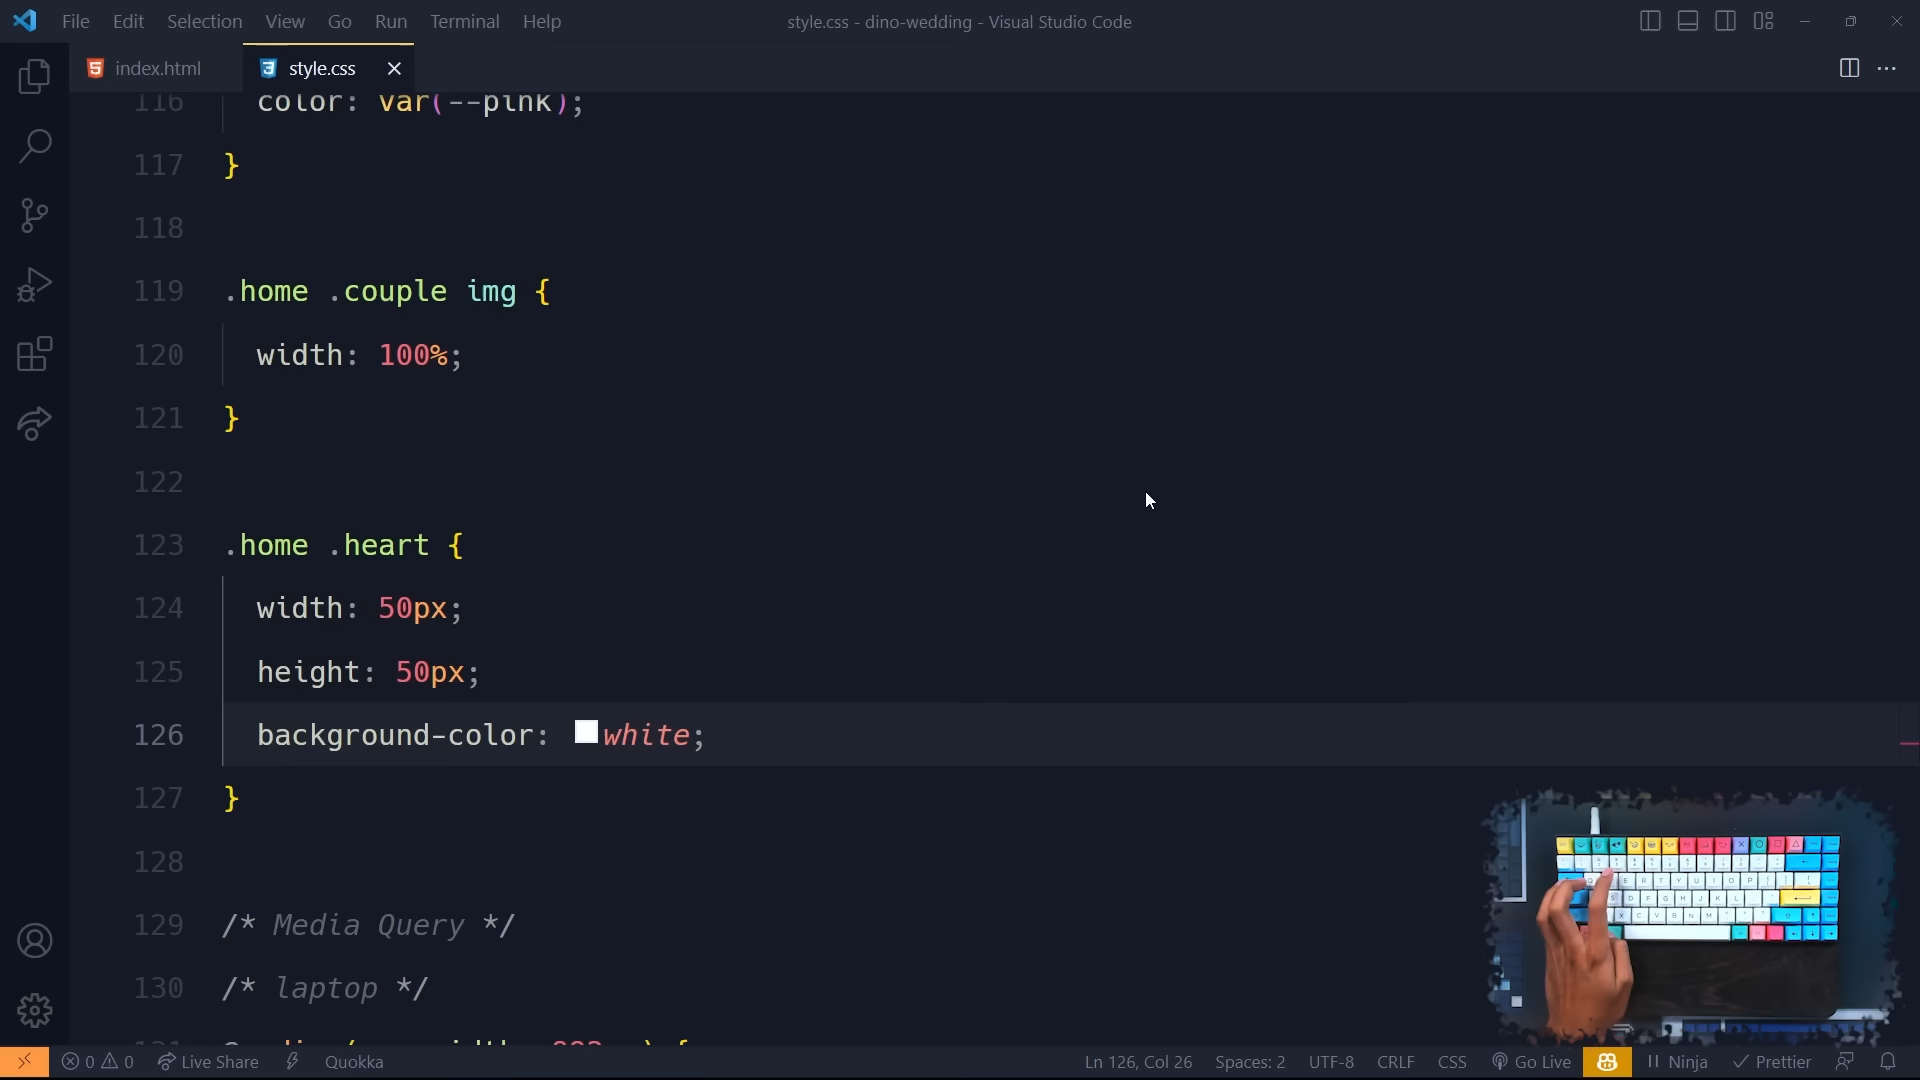 File Edit Selection View Go Run Terminal Help
style.css - dino-wedding - Visual Studio Code
index.html
style.css
116 color: var(--pink);
117 }
118
119 .home .couple img {
120 width: 100%;
121 }
122
123 .home .heart {
124 width: 50px;
125 height: 50px;
126 background-color: white;
127 }
128
129 /* Media Query */
130 /* laptop */
0 0 Live Share Quokka Ln 126, Col 26 Spaces: 2 UTF-8 CRLF CSS Go Live Ninja Prettier